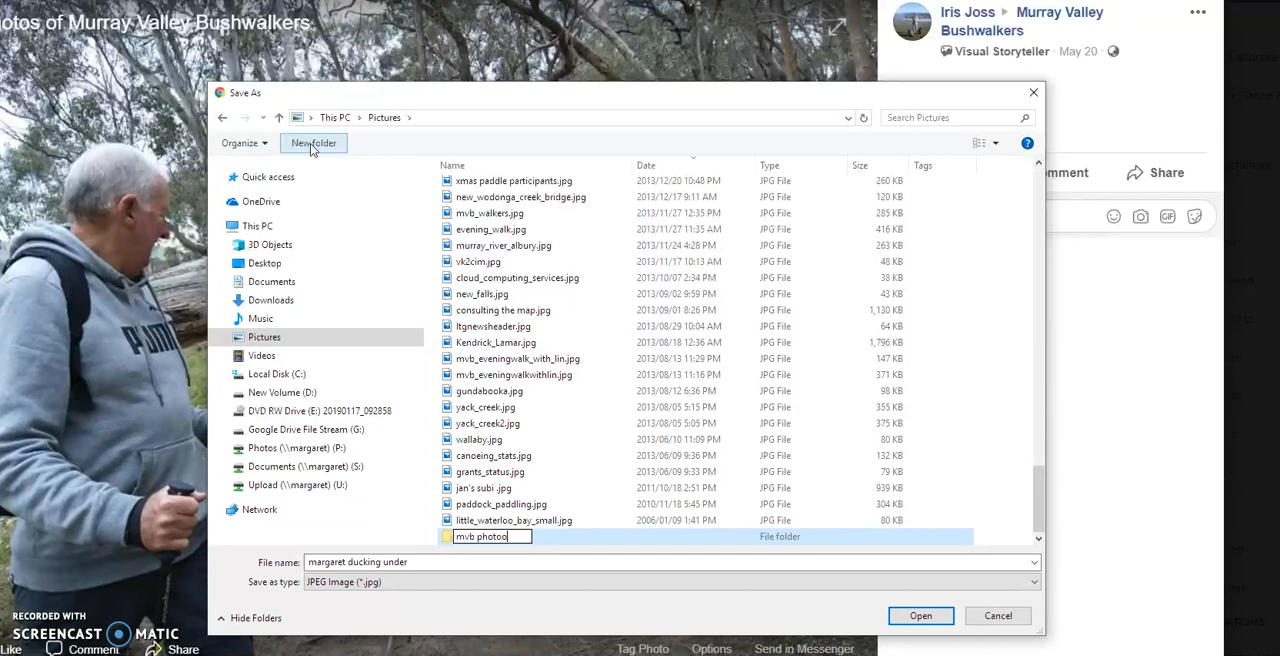 otos of Murray Valley Bushwalkers
Iris Joss ▸ Murray Valley
Bushwalkers
Visual Storyteller · May 20 ·
Save As
This PC > Pictures >
Search Pictures
Organize
New folder
Name Date Type Size Tags
xmas paddle participants.jpg 2013/12/20 10:48 PM JPG File 260 KB
new_wodonga_creek_bridge.jpg 2013/12/17 9:11 AM JPG File 120 KB
mvb_walkers.jpg 2013/11/27 12:35 PM JPG File 285 KB
evening_walk.jpg 2013/11/27 11:35 AM JPG File 416 KB
murray_river_albury.jpg 2013/11/24 4:28 PM JPG File 263 KB
vk2cim.jpg 2013/11/17 10:13 AM JPG File 48 KB
cloud_computing_services.jpg 2013/10/07 2:34 PM JPG File 38 KB
new_falls.jpg 2013/09/02 9:59 PM JPG File 43 KB
consulting the map.jpg 2013/09/01 8:26 PM JPG File 1,130 KB
ltgnewsheader.jpg 2013/08/29 10:04 AM JPG File 64 KB
Kendrick_Lamar.jpg 2013/08/18 12:36 AM JPG File 1,796 KB
mvb_eveningwalk_with_lin.jpg 2013/08/13 11:29 PM JPG File 147 KB
mvb_eveningwalkwithlin.jpg 2013/08/13 11:16 PM JPG File 371 KB
gundabooka.jpg 2013/08/12 6:36 PM JPG File 98 KB
yack_creek.jpg 2013/08/05 5:15 PM JPG File 355 KB
yack_creek2.jpg 2013/08/05 5:05 PM JPG File 375 KB
wallaby.jpg 2013/06/10 11:09 PM JPG File 80 KB
canoeing_stats.jpg 2013/06/09 9:36 PM JPG File 132 KB
grants_status.jpg 2013/06/09 9:33 PM JPG File 79 KB
jan's subi .jpg 2011/10/18 2:51 PM JPG File 939 KB
paddock_paddling.jpg 2010/11/18 5:45 PM JPG File 304 KB
little_waterloo_bay_small.jpg 2006/01/09 1:41 PM JPG File 80 KB
mvb photoo File folder
Quick access
OneDrive
This PC
3D Objects
Desktop
Documents
Downloads
Music
Pictures
Videos
Local Disk (C:)
New Volume (D:)
DVD RW Drive (E:) 20190117_092858
Google Drive File Stream (G:)
Photos (\\margaret) (P:)
Documents (\\margaret) (S:)
Upload (\\margaret) (U:)
Network
File name: margaret ducking under
Save as type: JPEG Image (*.jpg)
Hide Folders
Open
Cancel
omment
Share
GIF
RECORDED WITH
SCREENCAST MATIC
Like Comment Share
Tag Photo Options Send in Messenger